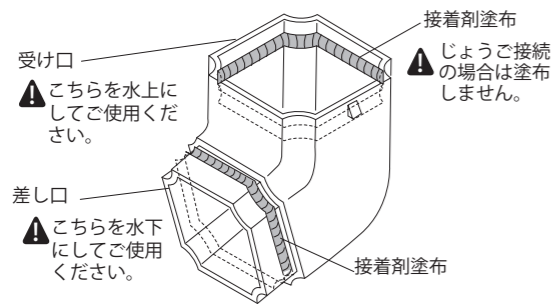 接着剤塗布
受け口
じょうご接続
の場合は塗布
しません。
こちらを水上に
してご使用くだ
さい。
差し口
こちらを水下
にしてご使用
ください。
接着剤塗布